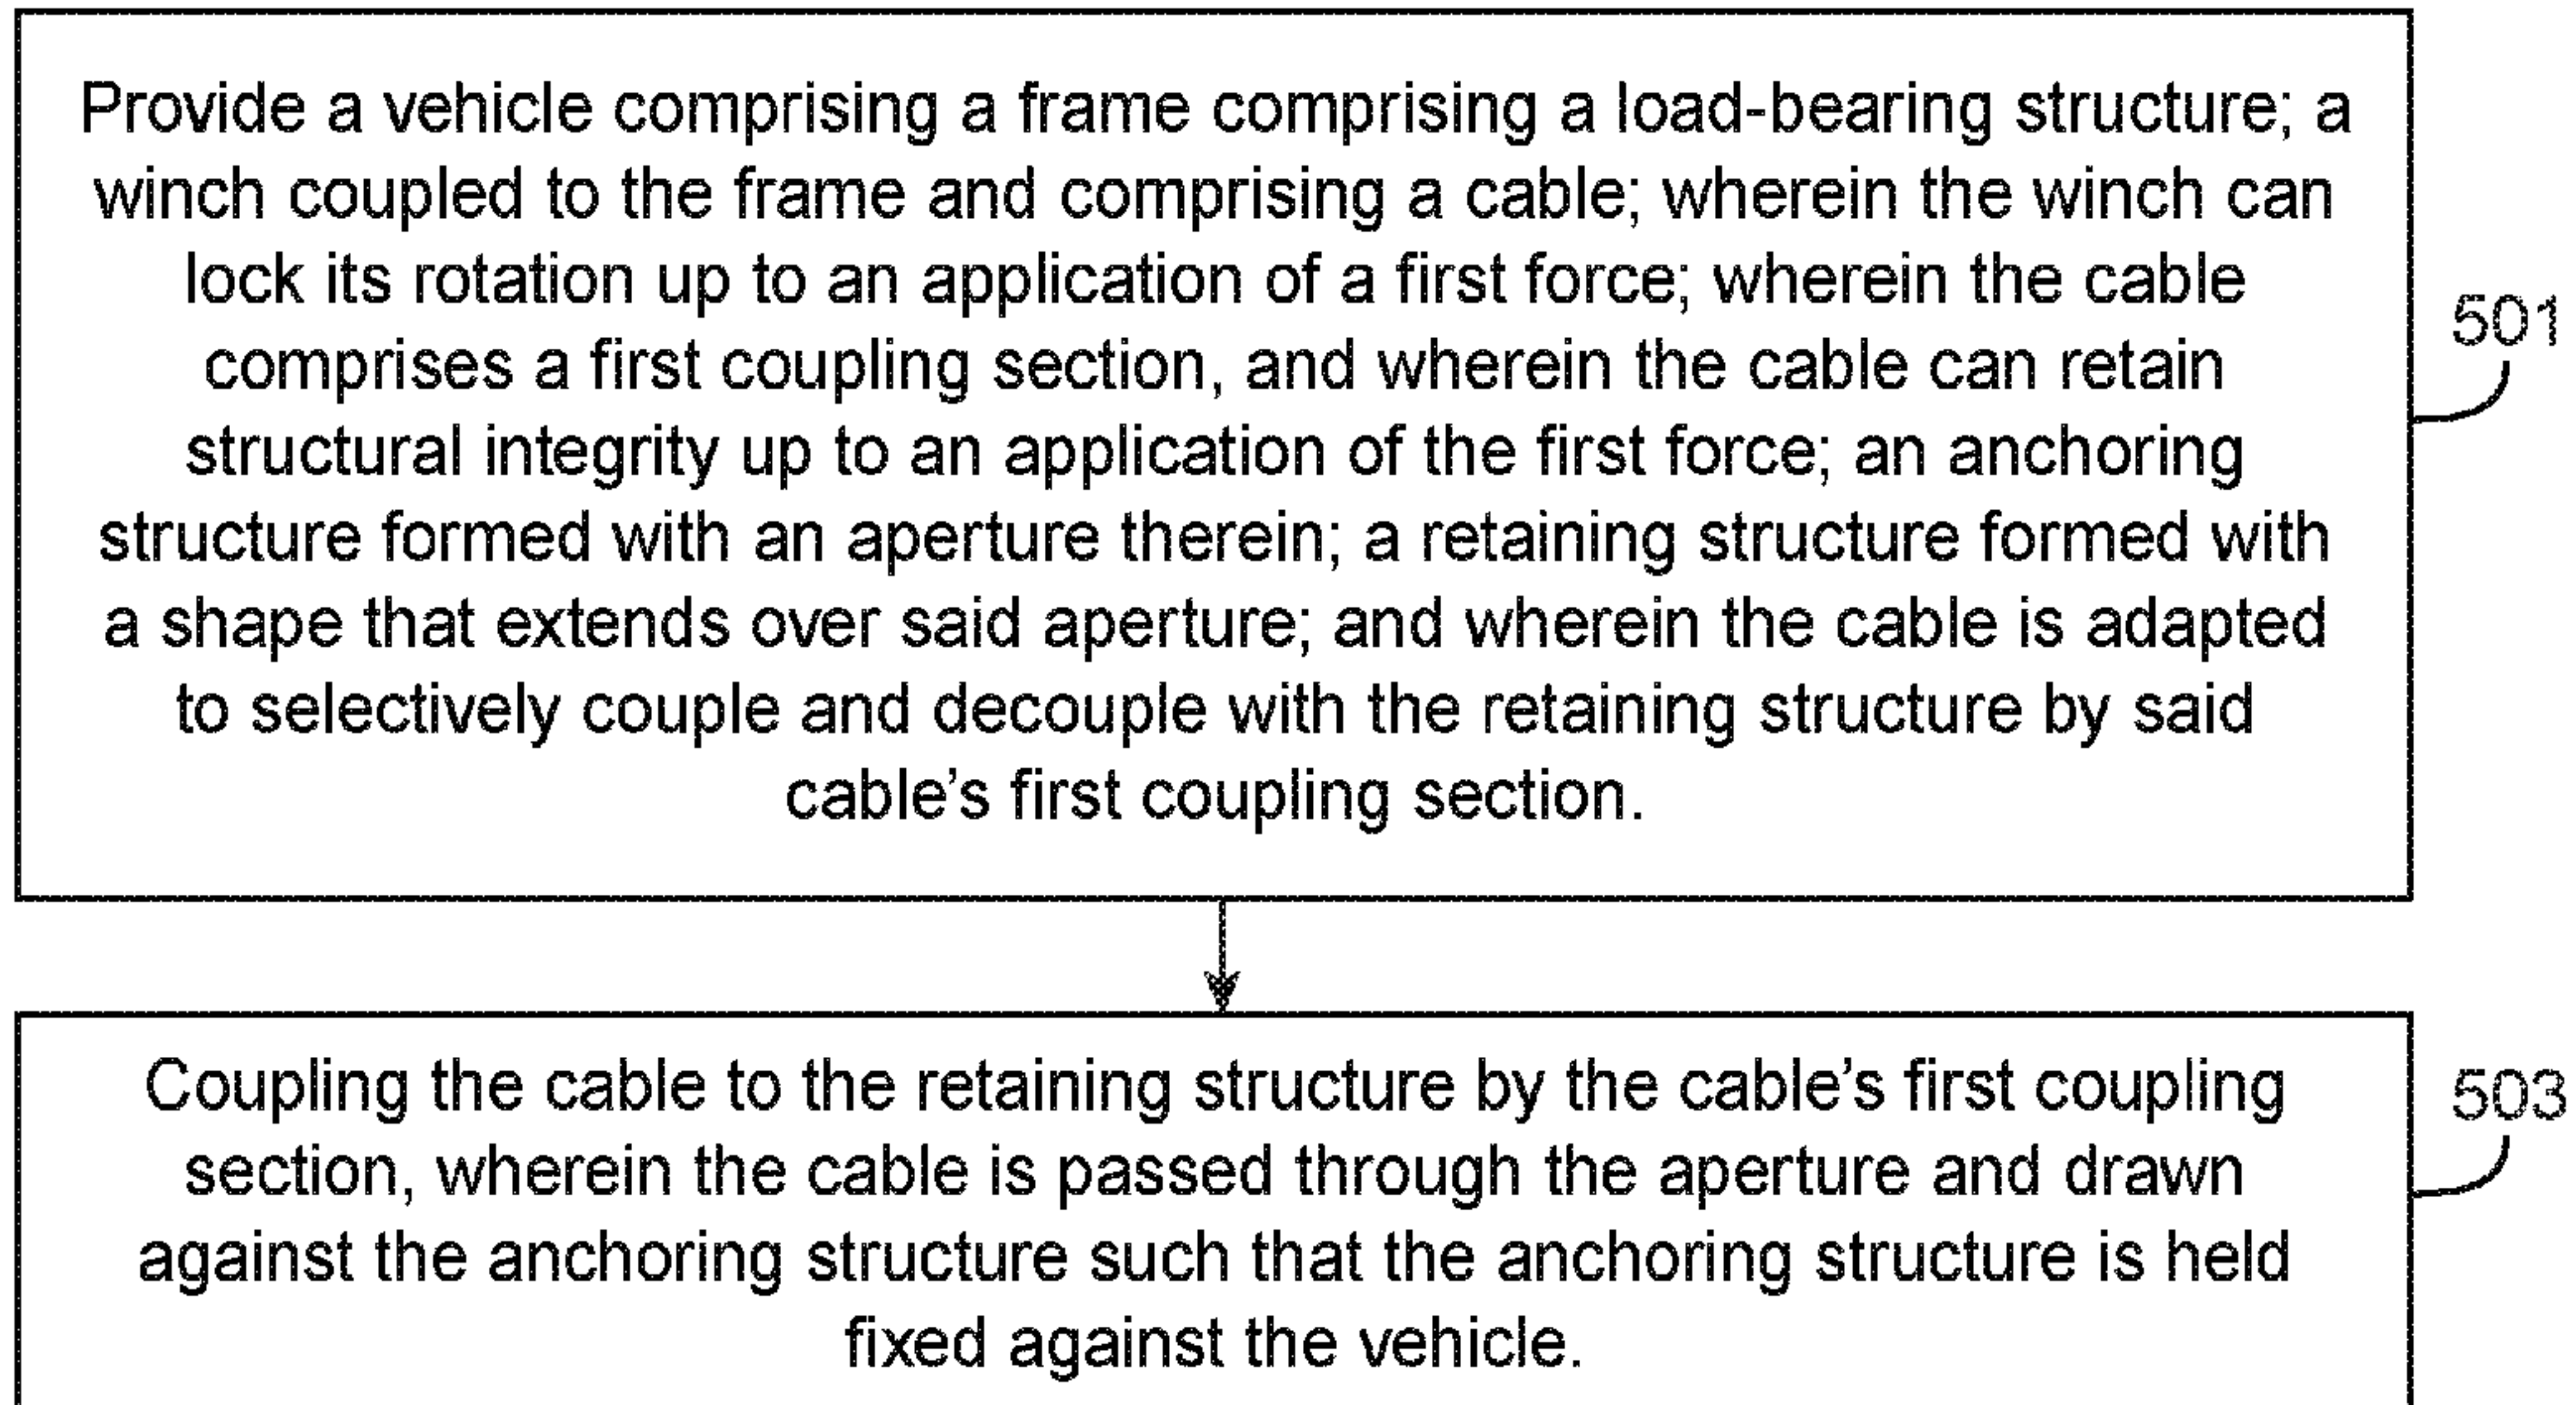 Provide a vehicle comprising a frame comprising a load-bearing structure; a
winch coupled to the frame and comprising a cable; wherein the winch can
lock its rotation up to an application of a first force; wherein the cable
comprises a first coupling section, and wherein the cable can retain
structural integrity up to an application of the first force; an anchoring
structure formed with an aperture therein; a retaining structure formed with
a shape that extends over said aperture; and wherein the cable is adapted
to selectively couple and decouple with the retaining structure by said
cable’s first coupling section.
501
Coupling the cable to the retaining structure by the cable’s first coupling
section, wherein the cable is passed through the aperture and drawn
against the anchoring structure such that the anchoring structure is held
fixed against the vehicle.
503